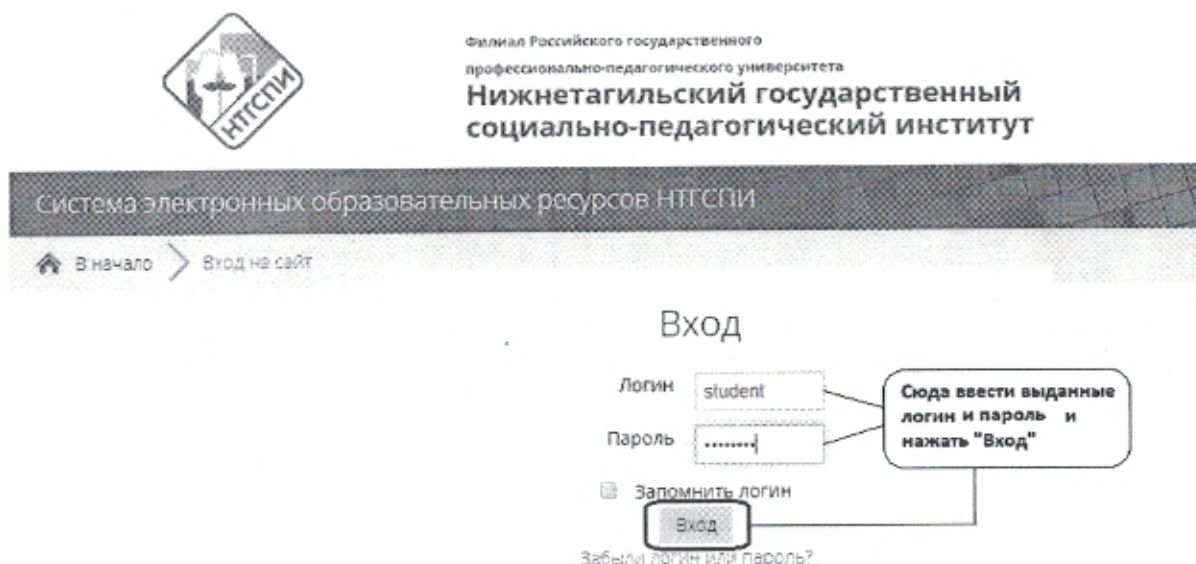 НТГСПИ
Филиал Российского государственного
профессионально-педагогического университета
Нижнетагильский государственный
социально-педагогический институт
Система электронных образовательных ресурсов НТГСПИ
В начало
Вход на сайт
Вход
Логин
student
Пароль
••••••••
Сюда ввести выданные
логин и пароль и
нажать "Вход"
Запомнить логин
Вход
Забыли логин или пароль?